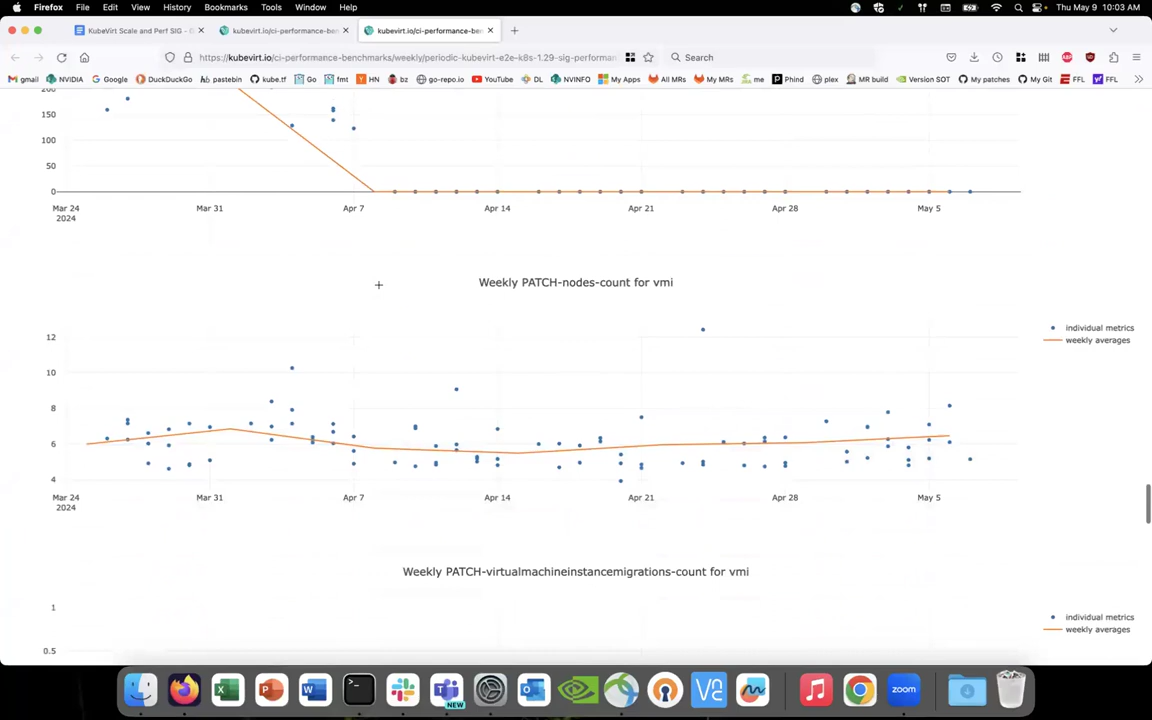 Firefox File Edit View History Bookmarks Tools Window Help Thu May 9 10:03 AM
KubeVirt Scale and Perf SIG - kubevirt.io/ci-performance-ben kubevirt.io/ci-performance-ben
https://kubevirt.io/ci-performance-benchmarks/weekly/periodic-kubevirt-e2e-k8s-1.29-sig-performan Search
gmail NVIDIA Google DuckDuckGo pastebin kube.tf Go fmt HN bz go-repo.io YouTube NVINFO My Apps All MRs My MRs me Phind plex MR build Version SOT My patches My Git FFL FFL
200
150
100
50
0
Mar 24 Mar 31 Apr 7 Apr 14 Apr 21 Apr 28 May 5
2024
Weekly PATCH-nodes-count for vmi
individual metrics
weekly averages
12
10
8
6
4
Mar 24 Mar 31 Apr 7 Apr 14 Apr 21 Apr 28 May 5
2024
Weekly PATCH-virtualmachineinstancemigrations-count for vmi
individual metrics
weekly averages
1
0.5
NEW
zoom